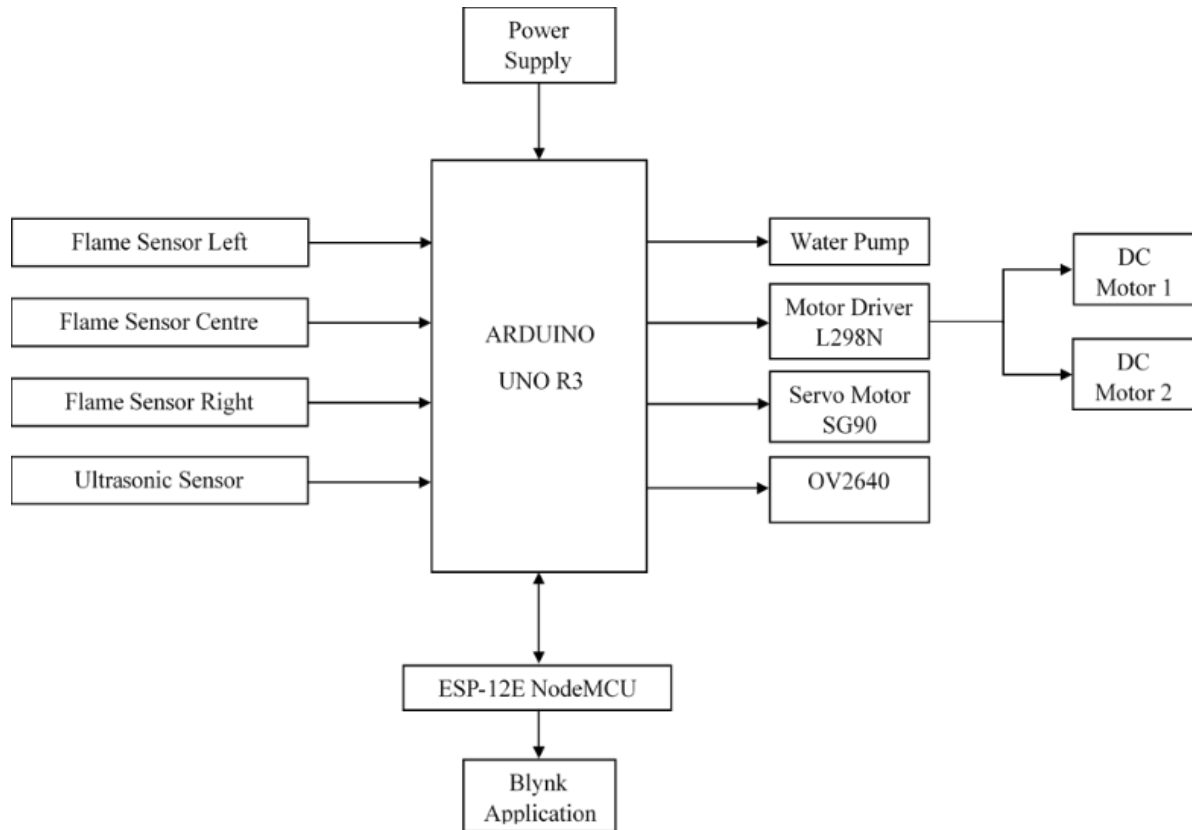 Power
Supply
Flame Sensor Left
Flame Sensor Centre
Flame Sensor Right
Ultrasonic Sensor
ARDUINO
UNO R3
Water Pump
Motor Driver
L298N
Servo Motor
SG90
OV2640
DC
Motor 1
DC
Motor 2
ESP-12E NodeMCU
Blynk
Application